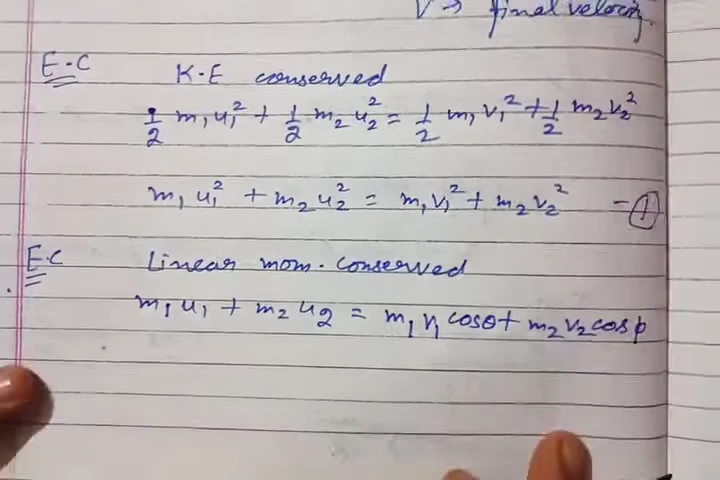 V → final velocity.
E.C K.E conserved
½ m₁u₁² + ½ m₂u₂² = ½ m₁v₁² + ½ m₂v₂²
m₁u₁² + m₂u₂² = m₁v₁² + m₂v₂² - ①
E.C Linear mom. conserved
m₁u₁ + m₂u₂ = m₁v₁ cosθ + m₂v₂ cosϕ